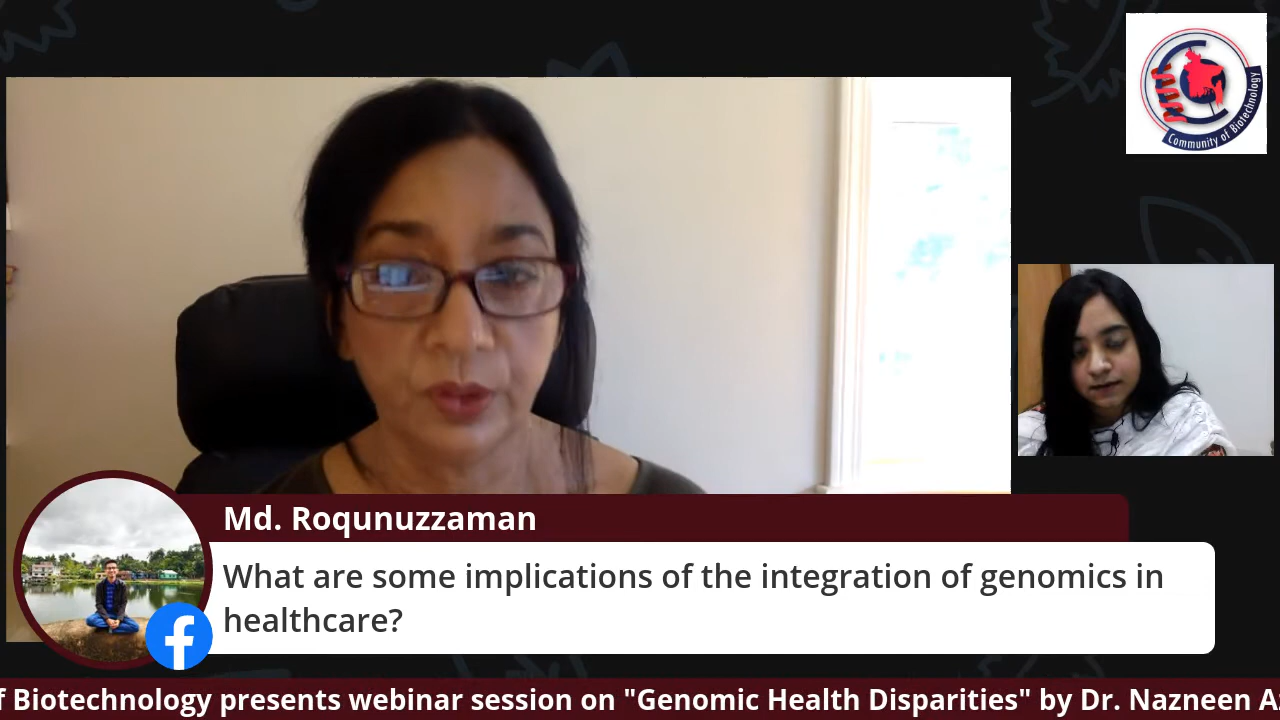 Community of Biotechnology
Md. Roqunuzzaman
What are some implications of the integration of genomics in
healthcare?
f Biotechnology presents webinar session on "Genomic Health Disparities" by Dr. Nazneen